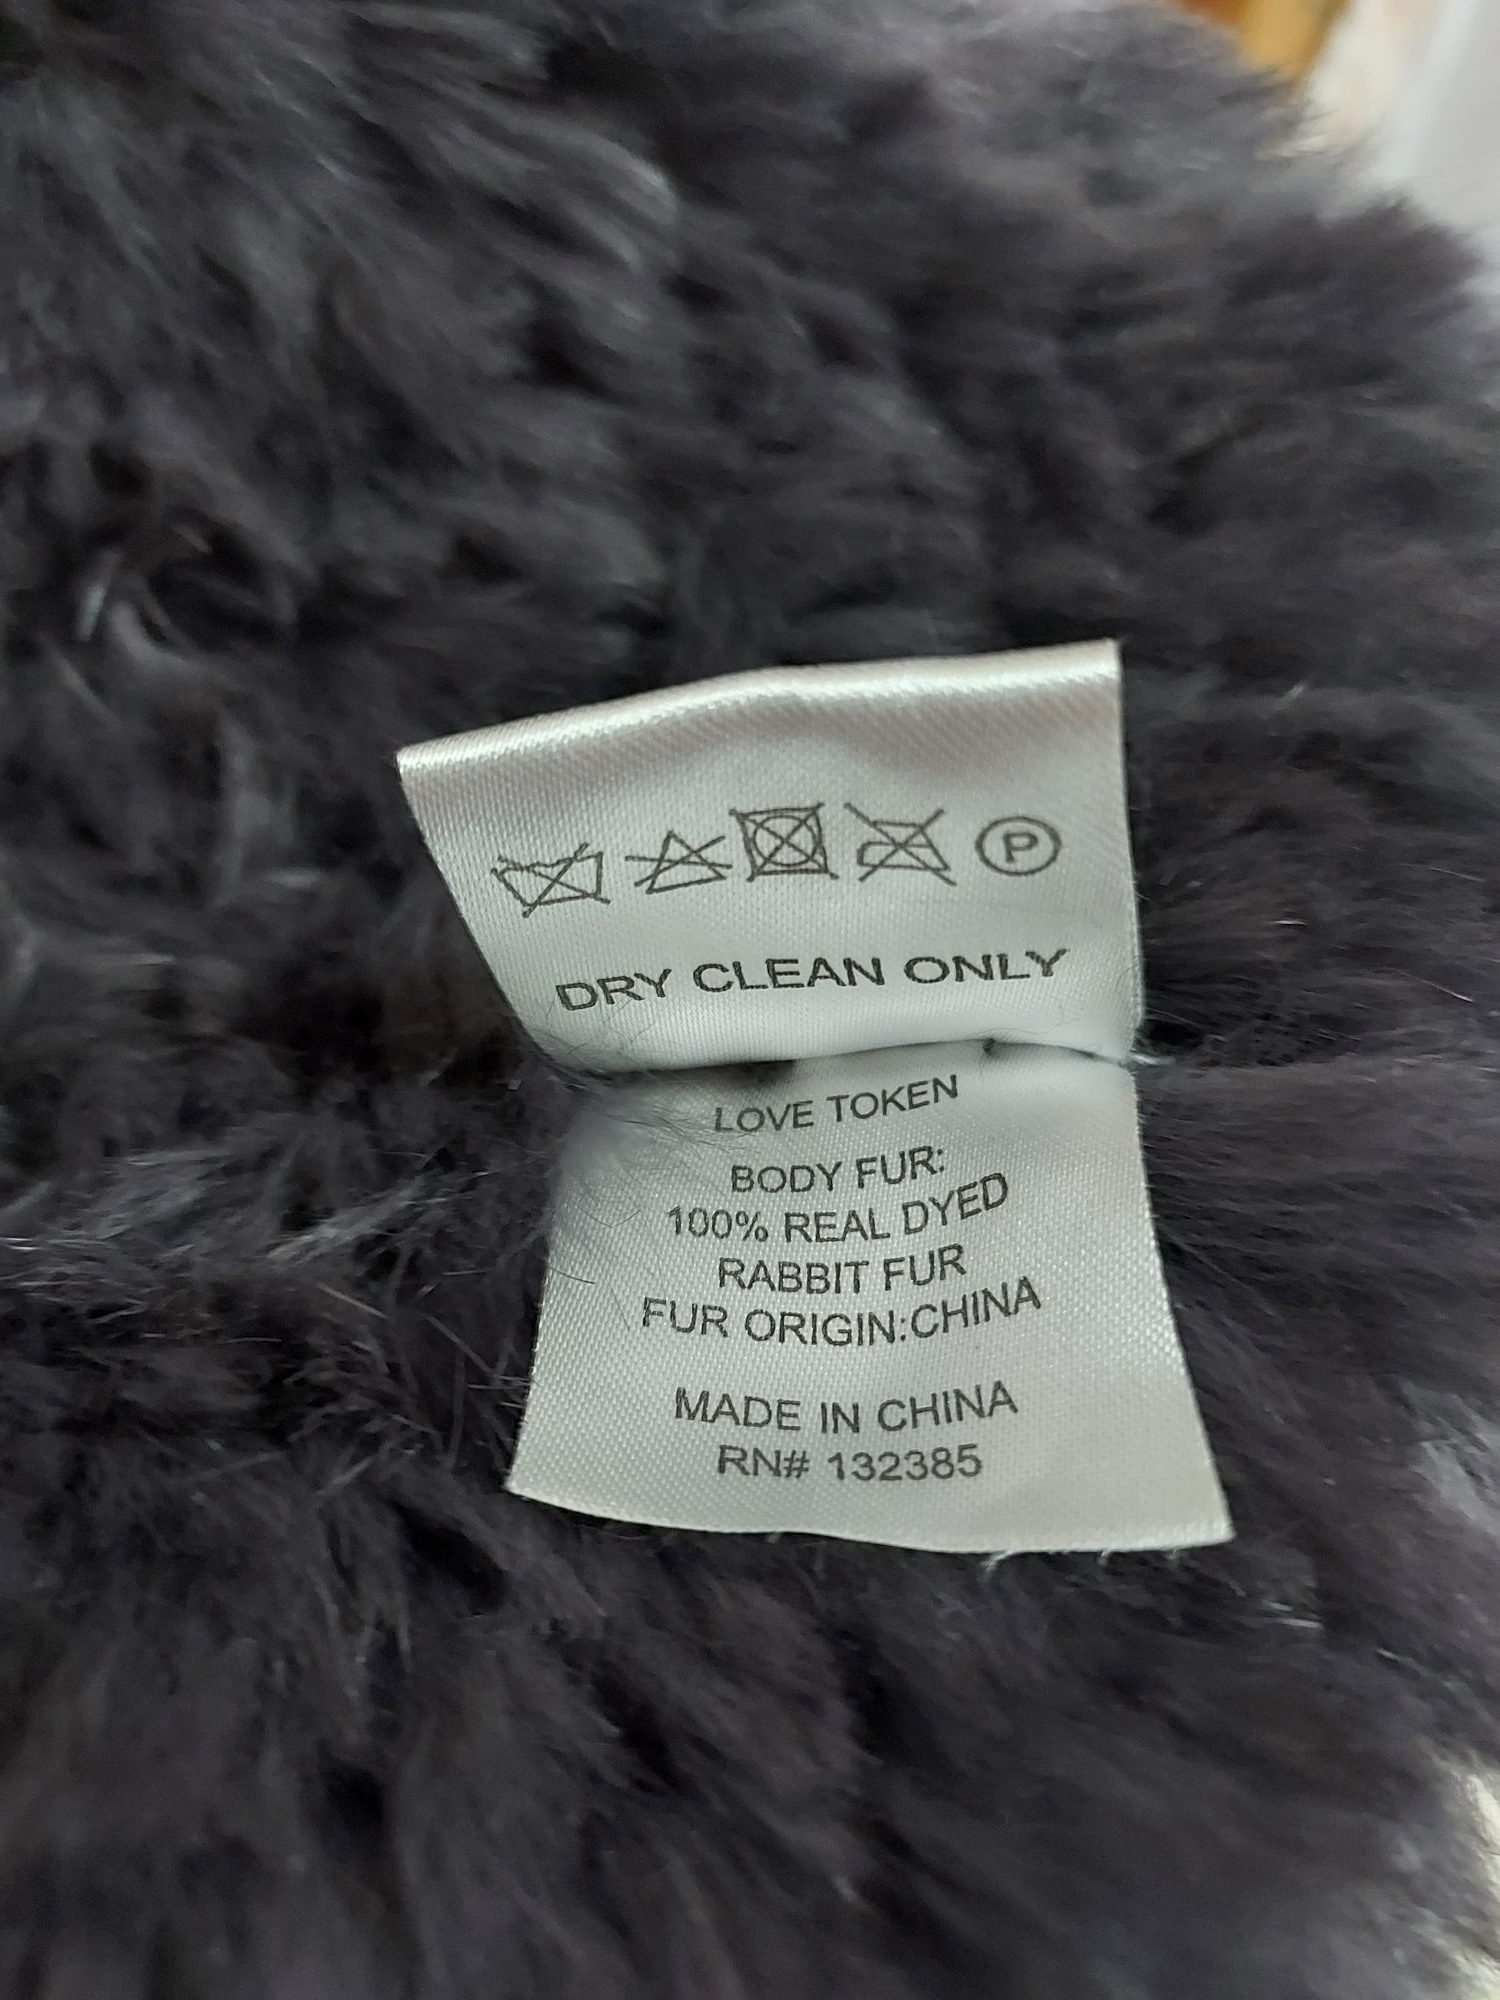 P
DRY CLEAN ONLY
LOVE TOKEN
BODY FUR:
100% REAL DYED
RABBIT FUR
FUR ORIGIN:CHINA
MADE IN CHINA
RN# 132385